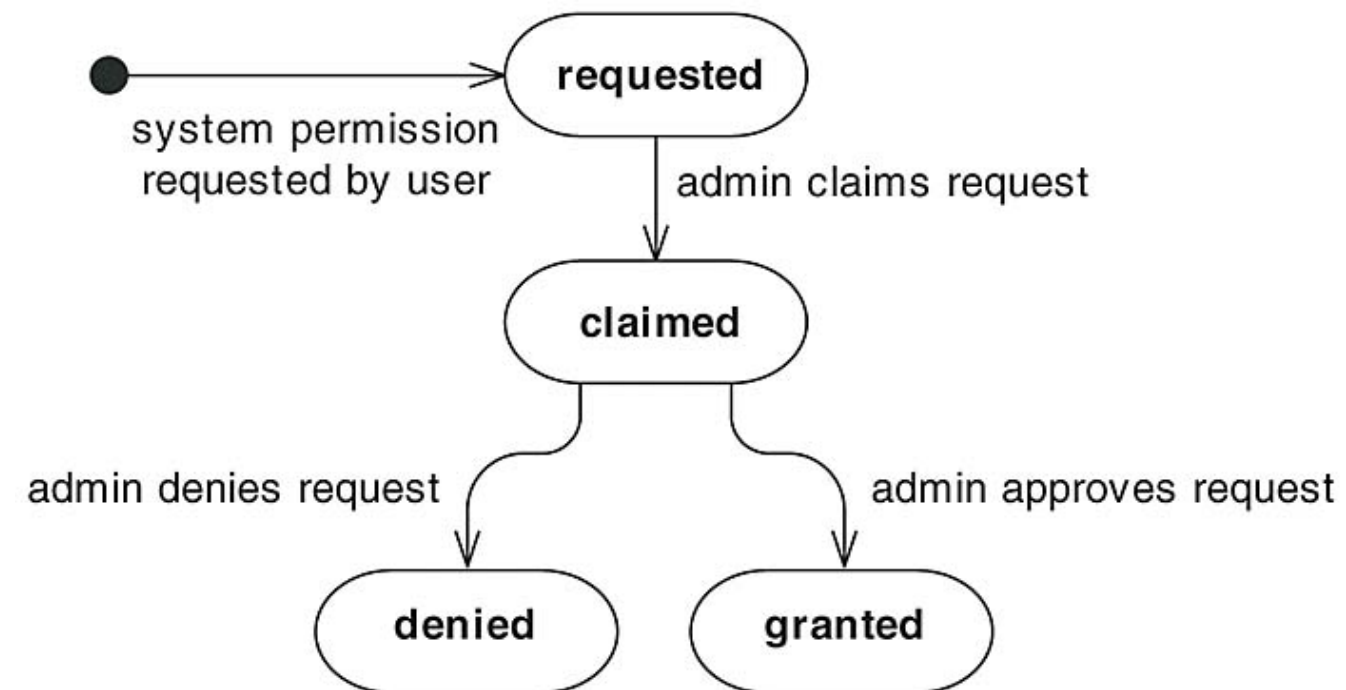 requested
system permission
requested by user
admin claims request
claimed
admin denies request
admin approves request
denied
granted